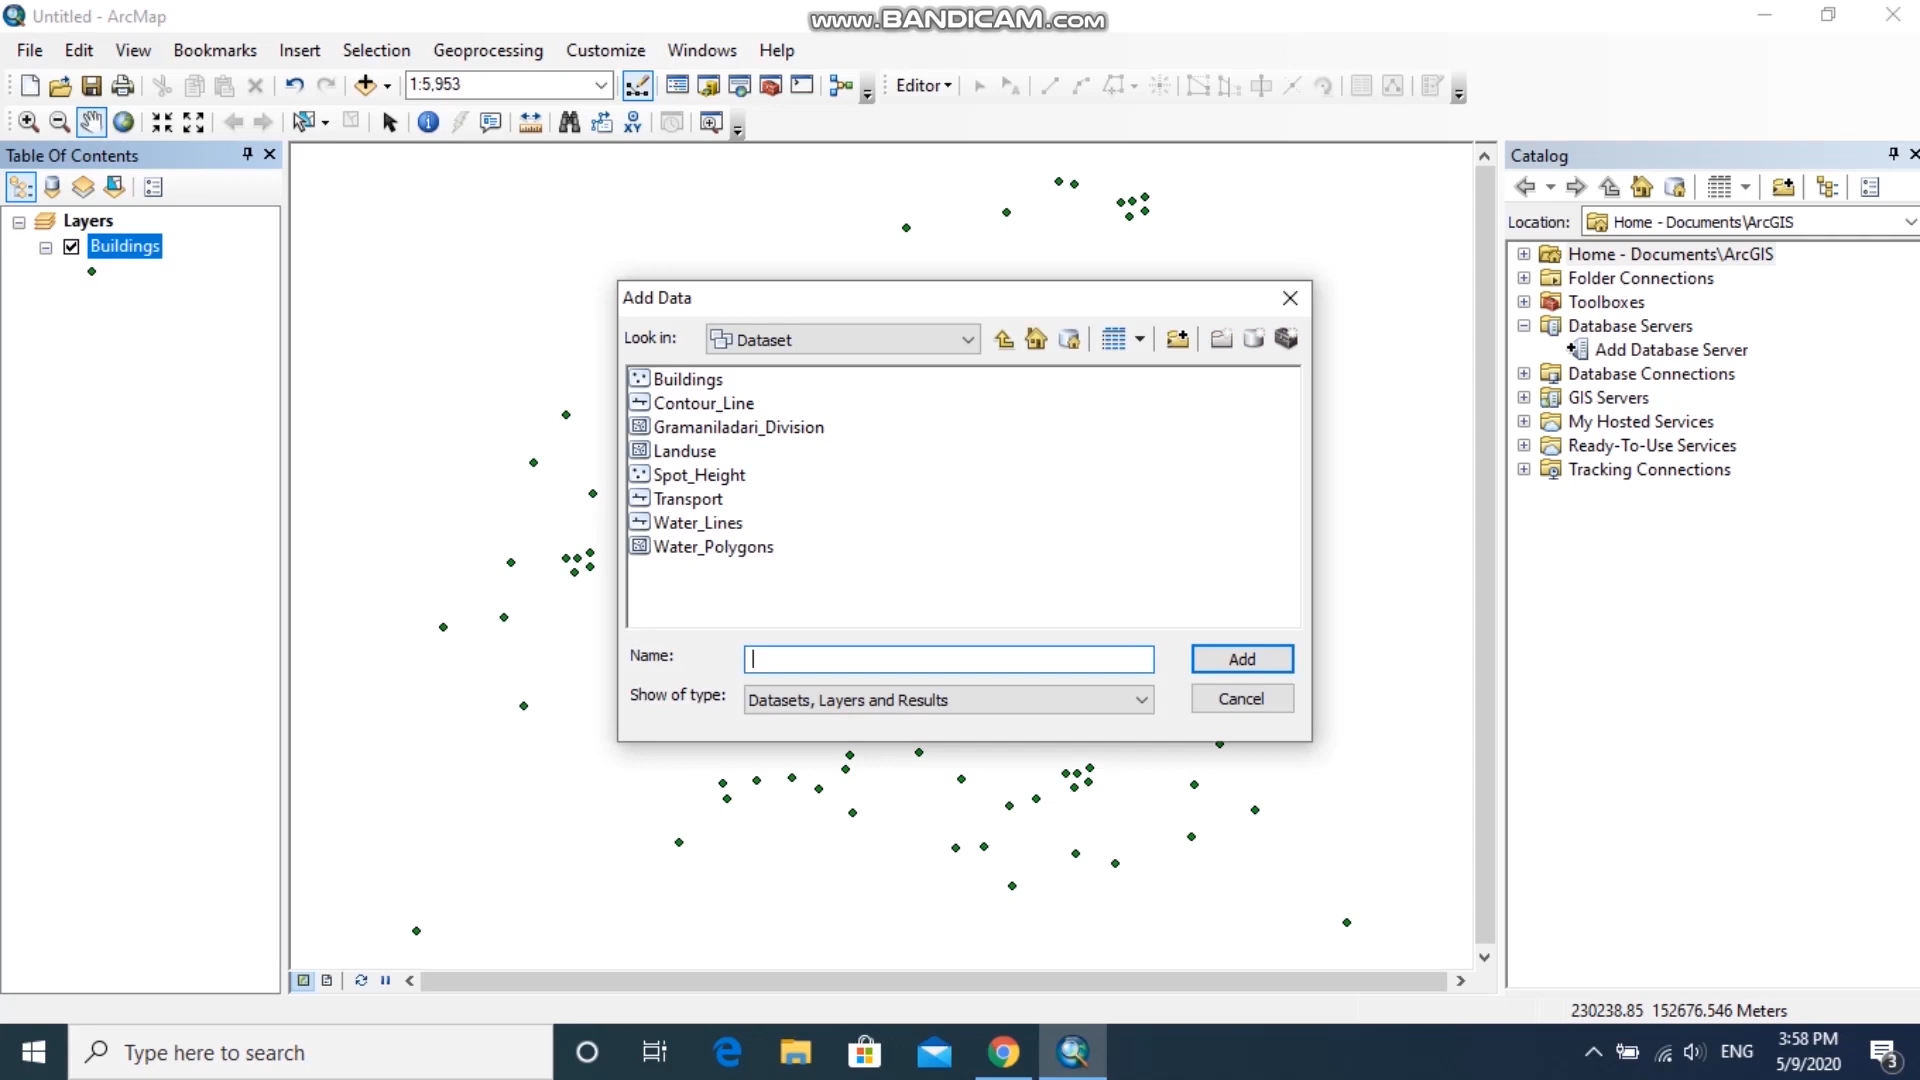 Untitled - ArcMap
www.BANDICAM.com
File Edit View Bookmarks Insert Selection Geoprocessing Customize Windows Help
1:5,953
Editor
XY
Table Of Contents
Layers
Buildings
Add Data
Look in: Dataset
Buildings
Contour_Line
Gramaniladari_Division
Landuse
Spot_Height
Transport
Water_Lines
Water_Polygons
Name:
Add
Show of type: Datasets, Layers and Results
Cancel
Catalog
Location: Home - Documents\ArcGIS
Home - Documents\ArcGIS
Folder Connections
Toolboxes
Database Servers
Add Database Server
Database Connections
GIS Servers
My Hosted Services
Ready-To-Use Services
Tracking Connections
230238.85 152676.546 Meters
Type here to search
ENG
3:58 PM
5/9/2020
3